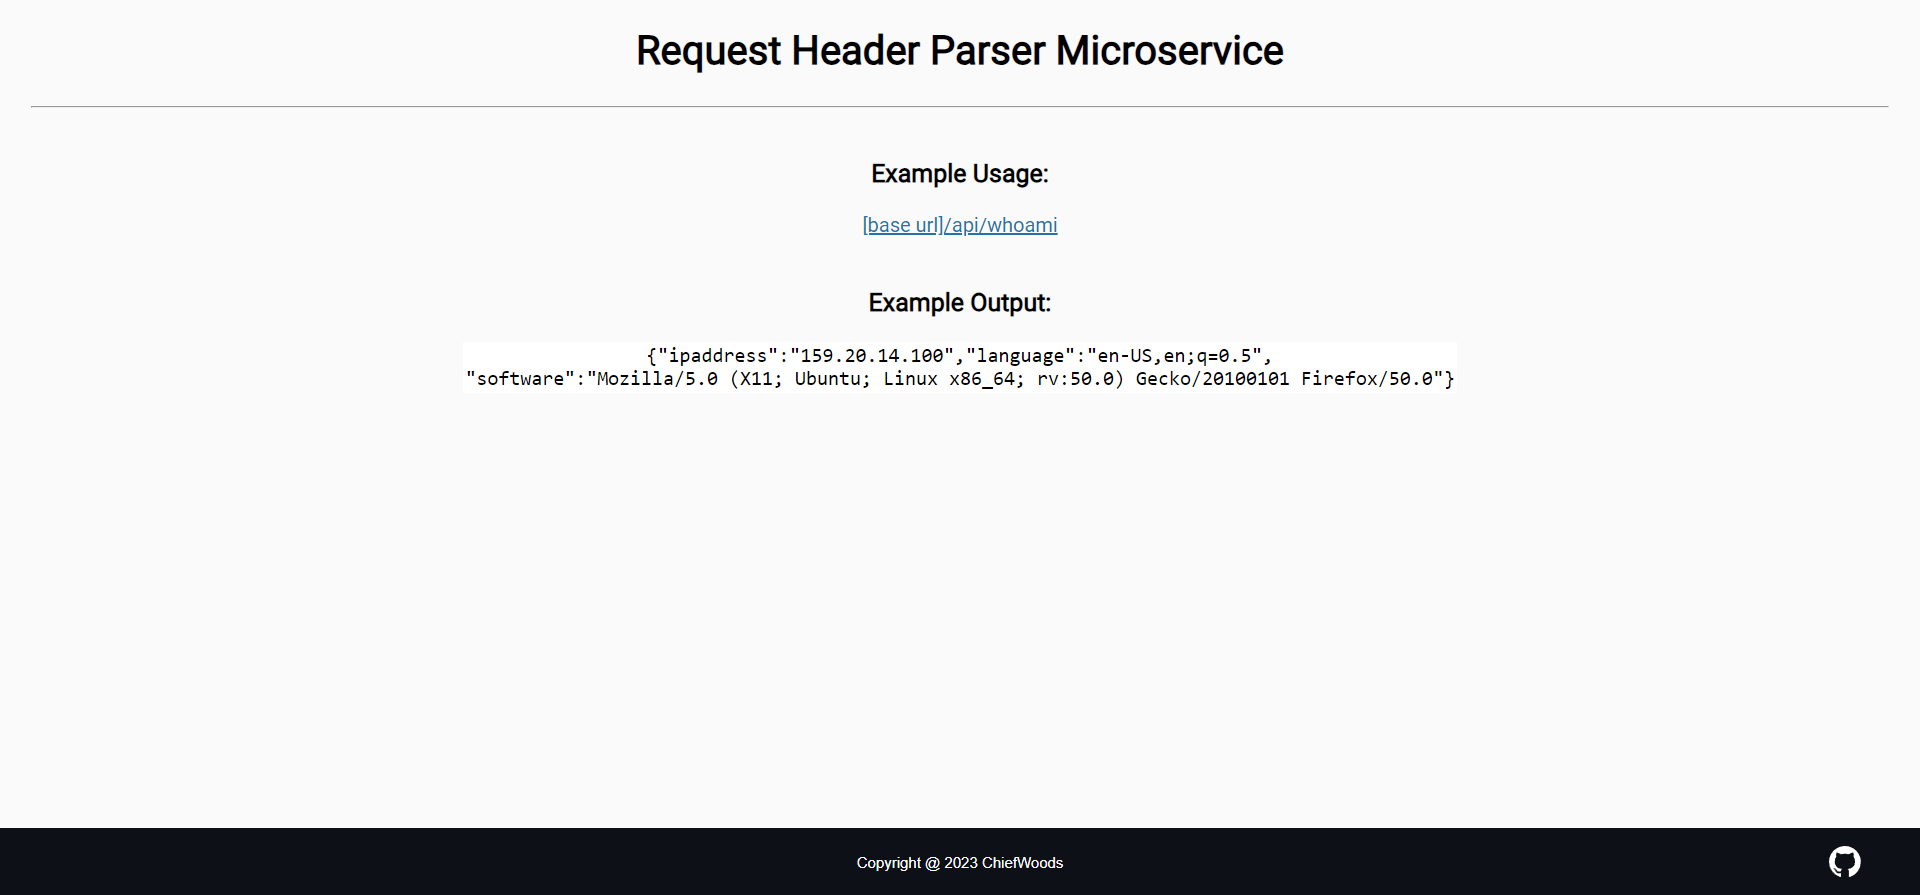 Request Header Parser Microservice
Example Usage:
[base url]/api/whoami
Example Output:
{"ipaddress":"159.20.14.100","language":"en-US,en;q=0.5",
"software":"Mozilla/5.0 (X11; Ubuntu; Linux x86_64; rv:50.0) Gecko/20100101 Firefox/50.0"}
Copyright @ 2023 ChiefWoods